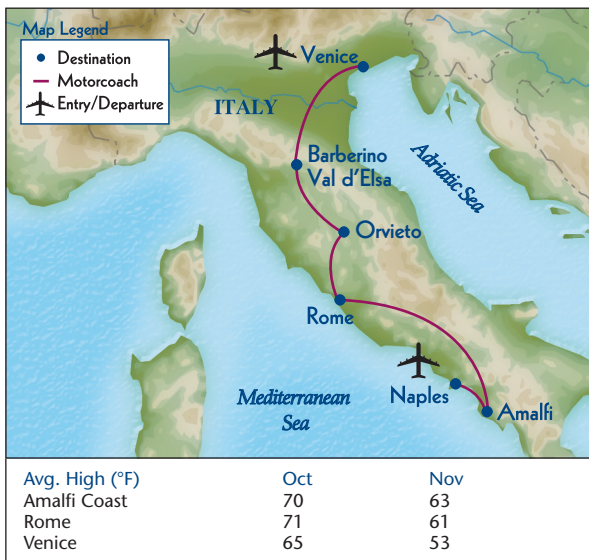 Map Legend
Destination
Motorcoach
Entry/Departure
Venice
ITALY
Barberino
Val d'Elsa
Adriatic Sea
Orvieto
Rome
Mediterranean
Sea
Naples
Amalfi
Avg. High (°F) Oct Nov
Amalfi Coast 70 63
Rome 71 61
Venice 65 53